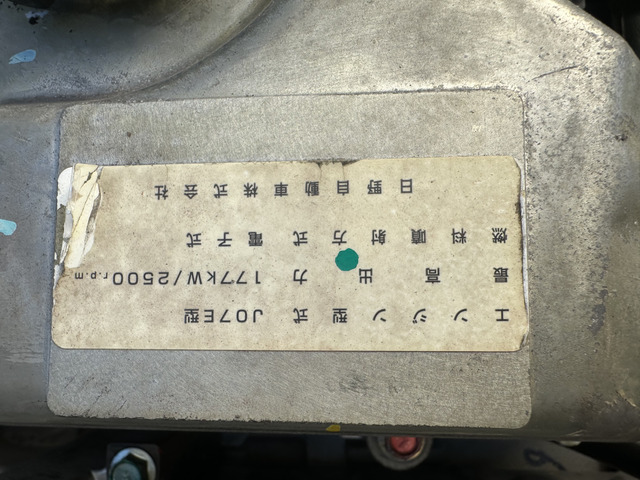 エンジン型式 J07E型
最高出力 177kW/2500r.p.m
燃料噴射方式 電子式
日野自動車株式会社